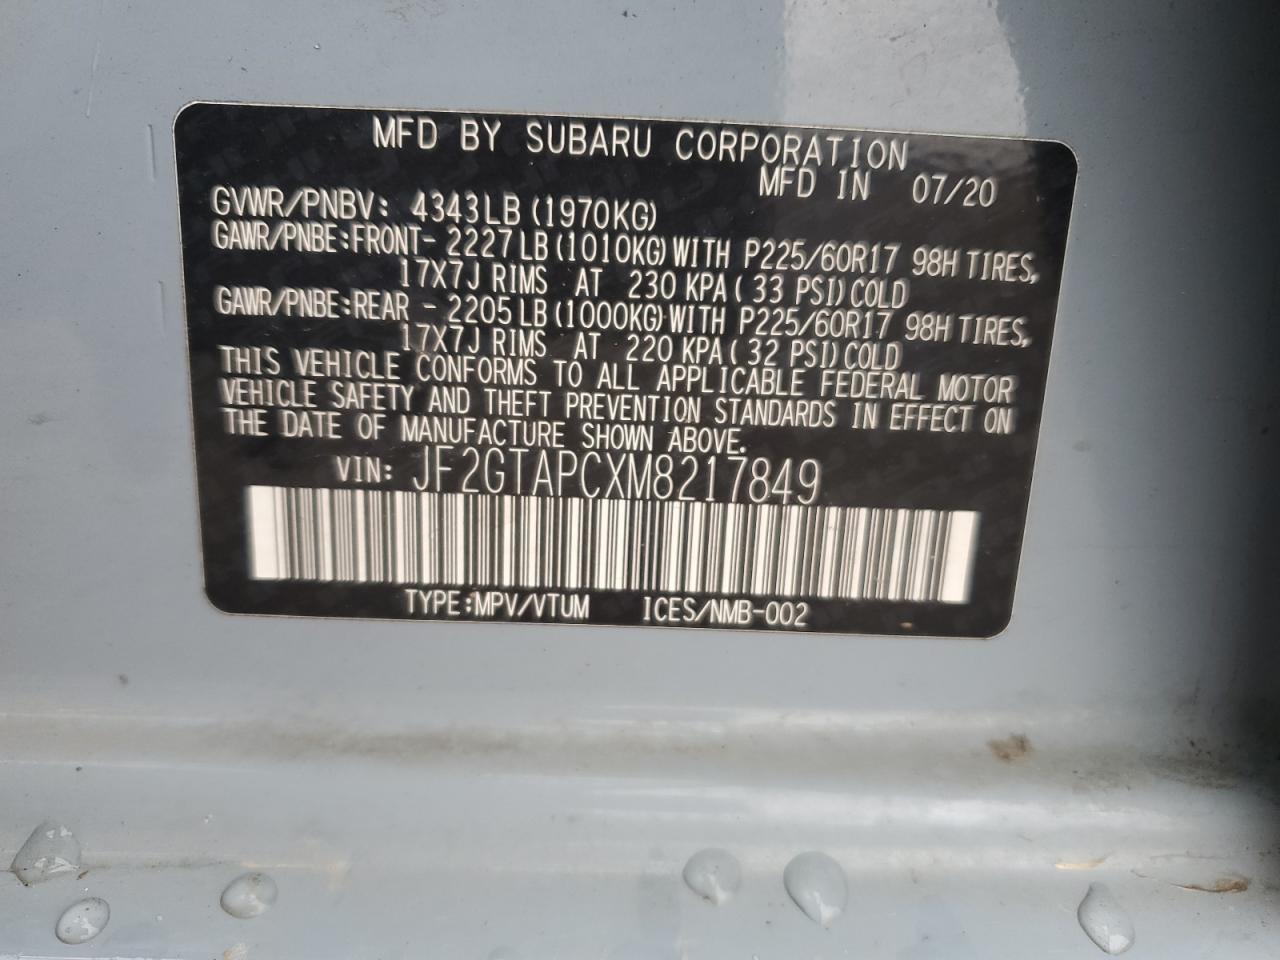 MFD BY SUBARU CORPORATION
MFD IN 07/20
GVWR/PNBV: 4343LB (1970KG)
GAWR/PNBE:FRONT- 2227 LB (1010KG) WITH P225/60R17 98H TIRES,
17X7J RIMS AT 230 KPA ( 33 PSI) COLD
GAWR/PNBE:REAR - 2205 LB (1000KG) WITH P225/60R17 98H TIRES,
17X7J RIMS AT 220 KPA ( 32 PSI) COLD
THIS VEHICLE CONFORMS TO ALL APPLICABLE FEDERAL MOTOR
VEHICLE SAFETY AND THEFT PREVENTION STANDARDS IN EFFECT ON
THE DATE OF MANUFACTURE SHOWN ABOVE.
VIN: JF2GTAPCXM8217849
TYPE:MPV/VTUM ICES/NMB-002